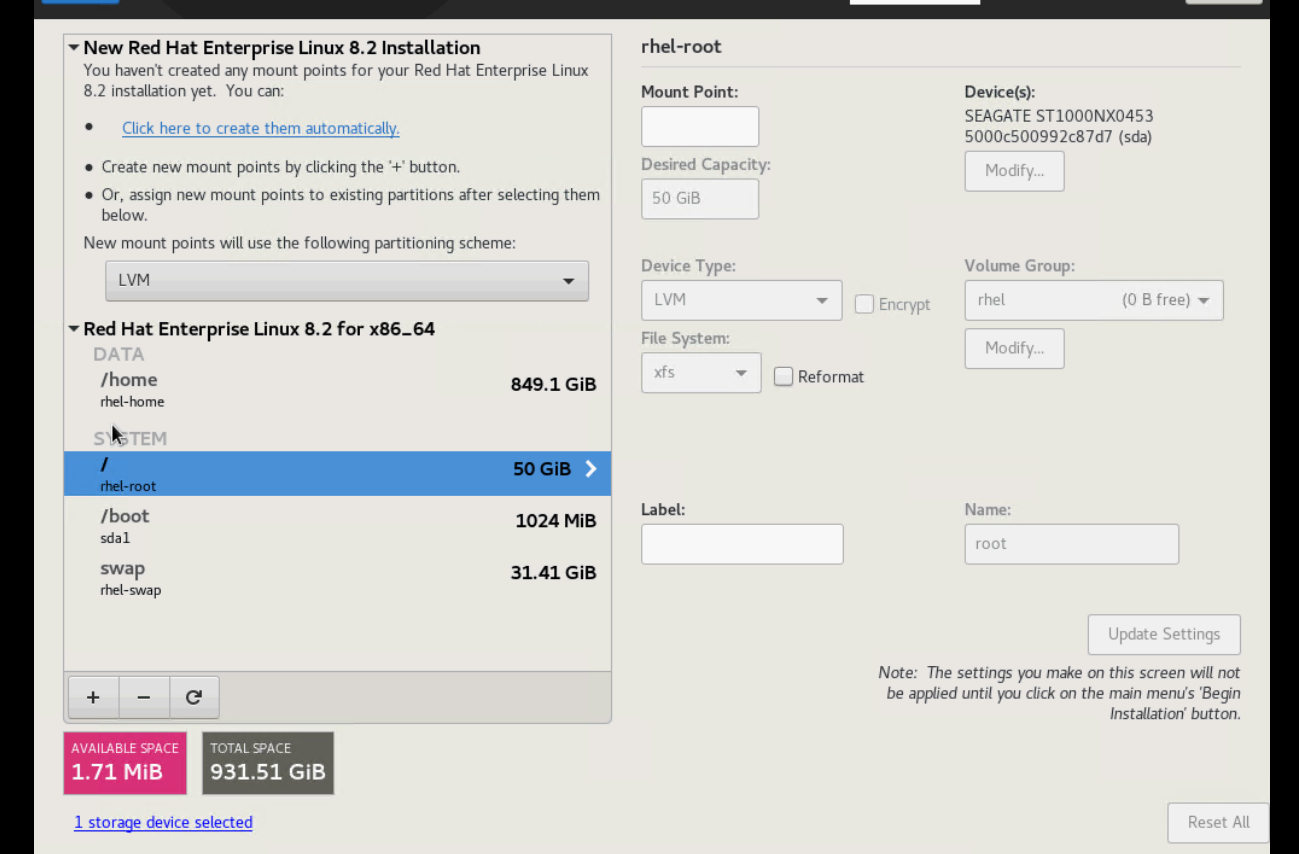 New Red Hat Enterprise Linux 8.2 Installation
You haven't created any mount points for your Red Hat Enterprise Linux
8.2 installation yet.  You can:
• Click here to create them automatically.
• Create new mount points by clicking the '+' button.
• Or, assign new mount points to existing partitions after selecting them
below.
New mount points will use the following partitioning scheme:
LVM
Red Hat Enterprise Linux 8.2 for x86_64
DATA
/home 849.1 GiB
rhel-home
SYSTEM
/ 50 GiB
rhel-root
/boot 1024 MiB
sda1
swap 31.41 GiB
rhel-swap
+ −
AVAILABLE SPACE
1.71 MiB
TOTAL SPACE
931.51 GiB
1 storage device selected
rhel-root
Mount Point:
Desired Capacity:
50 GiB
Device(s):
SEAGATE ST1000NX0453
5000c500992c87d7 (sda)
Modify...
Device Type:
LVM
Encrypt
Volume Group:
rhel (0 B free)
Modify...
File System:
xfs
Reformat
Label:
Name:
root
Update Settings
Note:  The settings you make on this screen will not
be applied until you click on the main menu's 'Begin
Installation' button.
Reset All